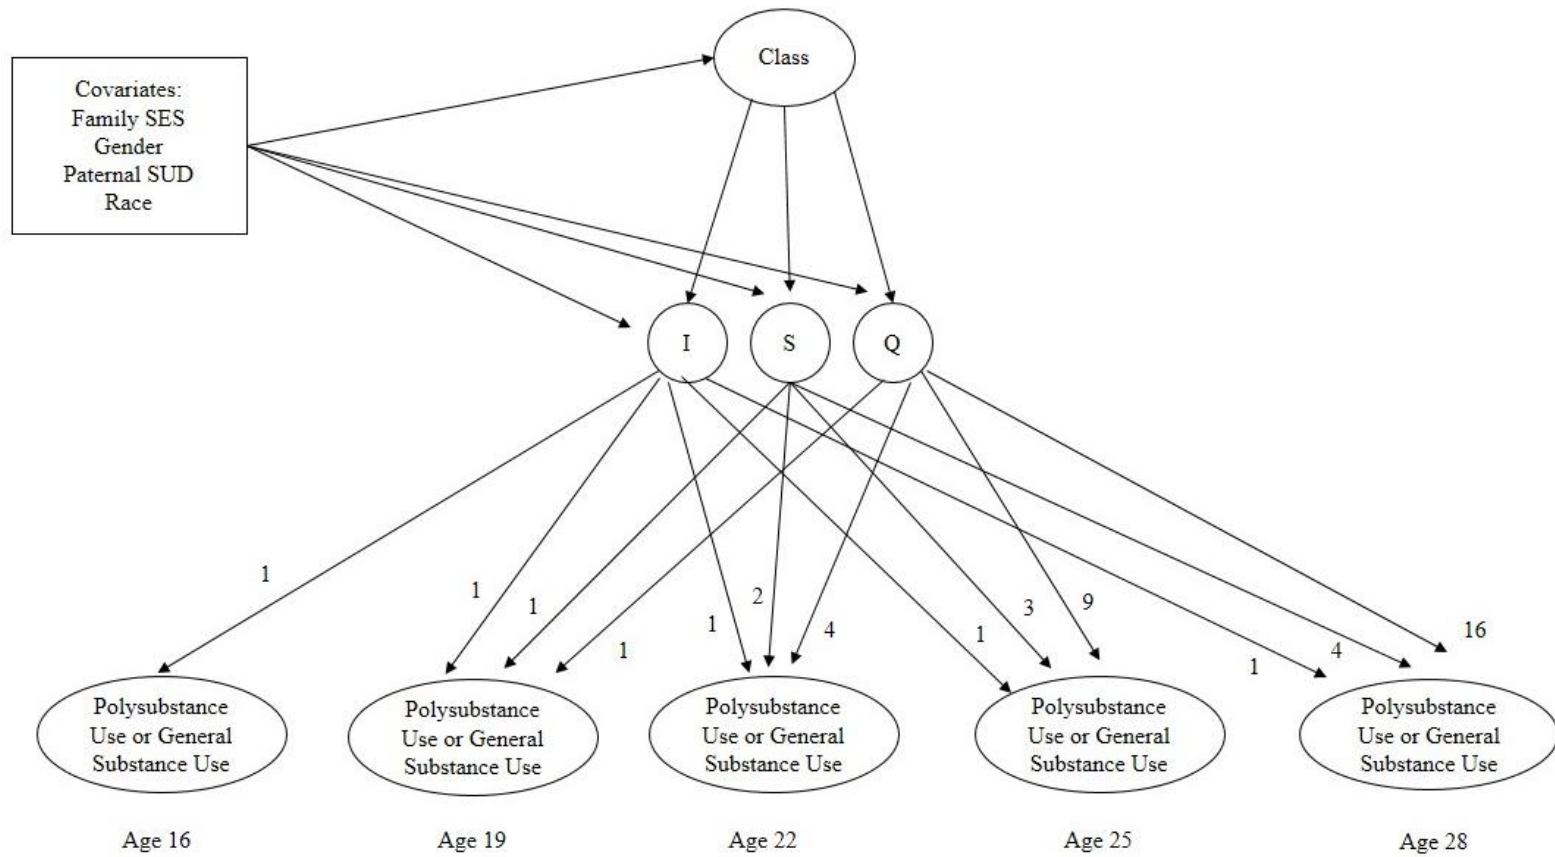 Class
Covariates:
Family SES
Gender
Paternal SUD
Race
I
S
Q
1
1
1
1
1
2
4
1
3
9
1
4
16
Polysubstance
Use or General
Substance Use
Polysubstance
Use or General
Substance Use
Polysubstance
Use or General
Substance Use
Polysubstance
Use or General
Substance Use
Polysubstance
Use or General
Substance Use
Age 16
Age 19
Age 22
Age 25
Age 28